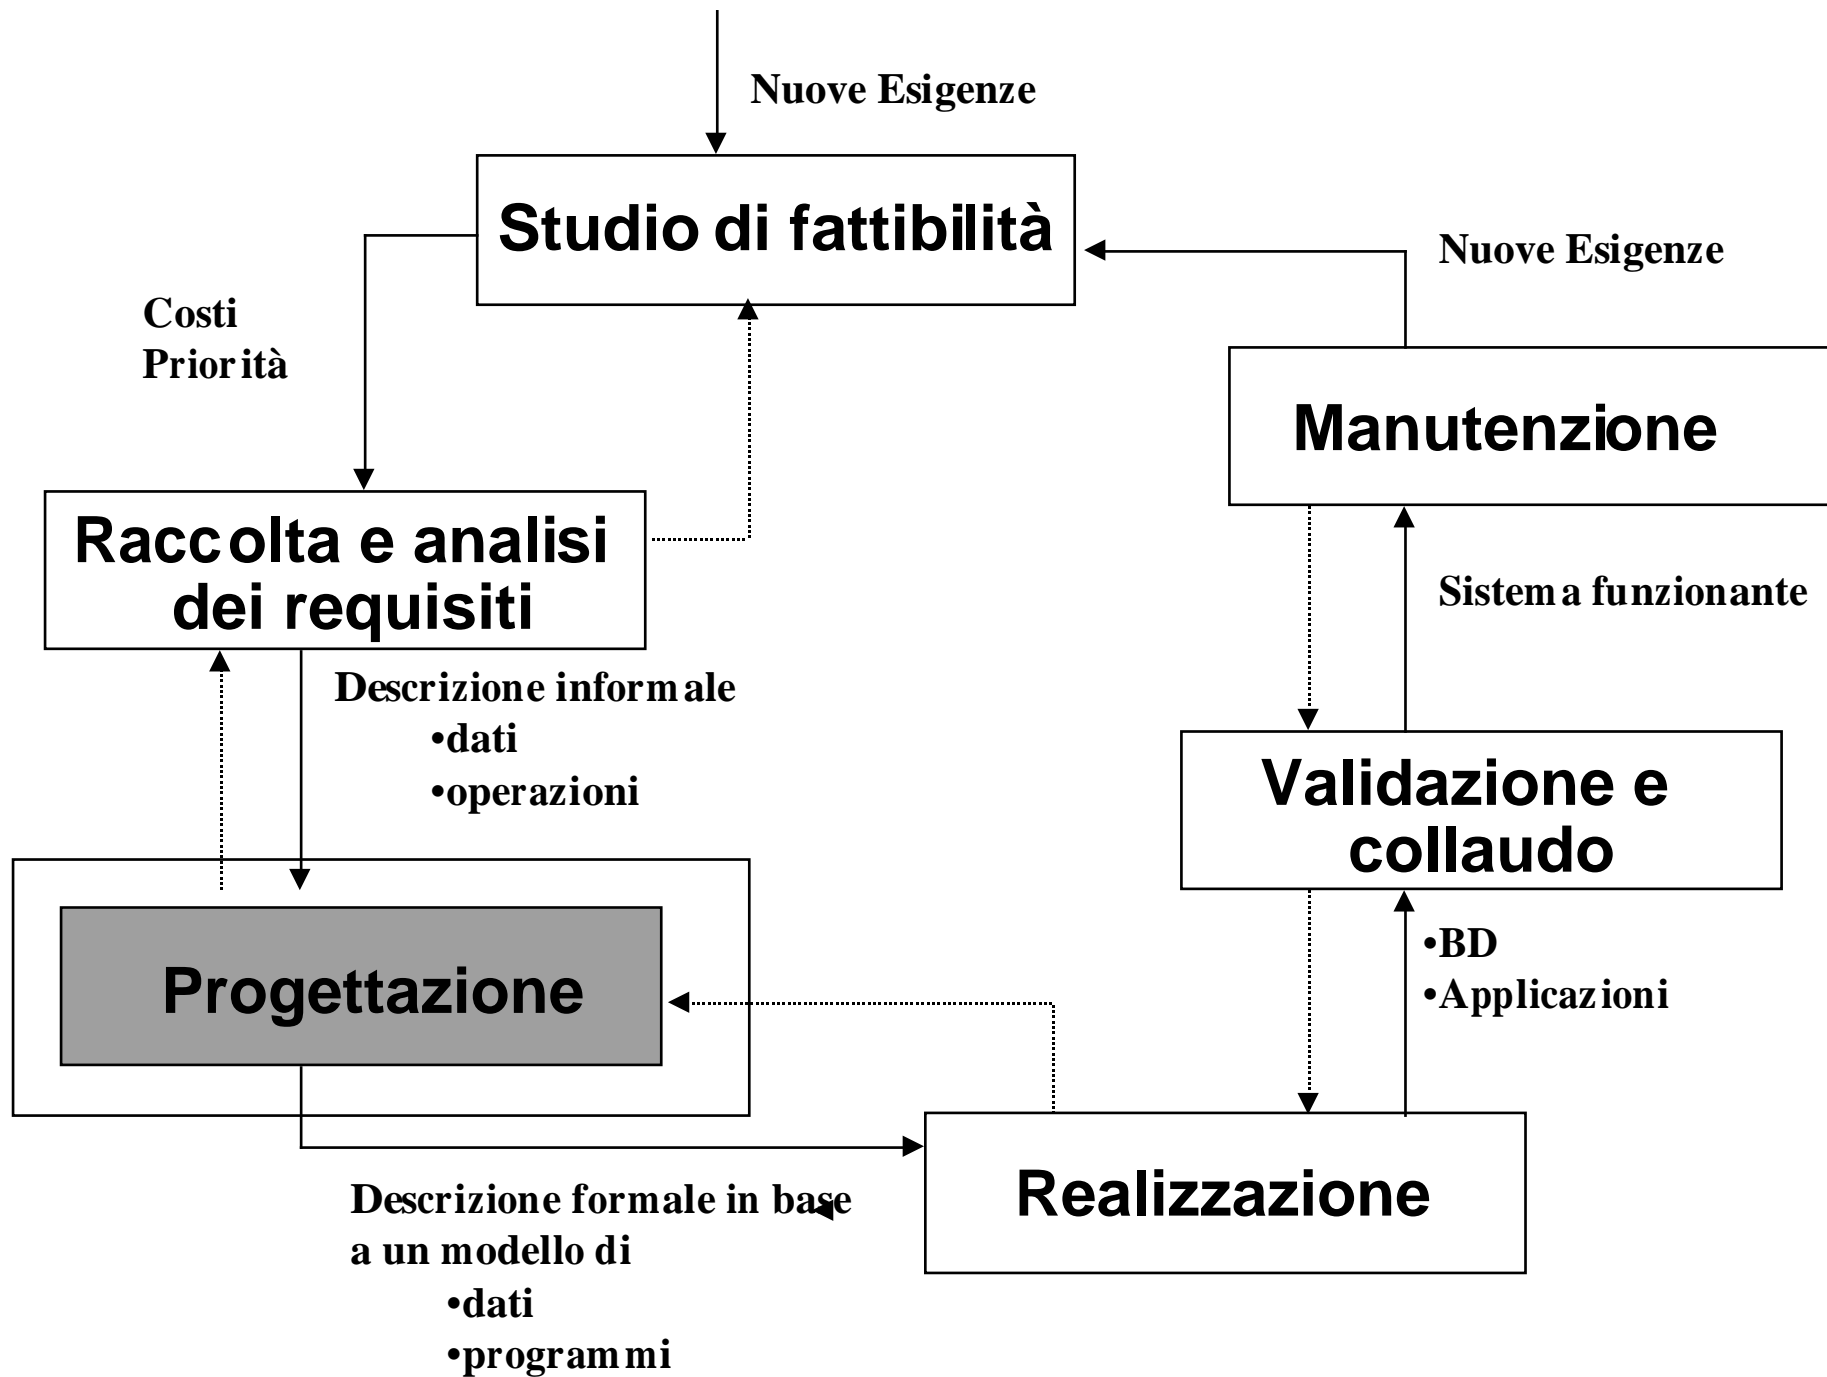 Nuove Esigenze
Studio di fattibilità
Nuove Esigenze
Costi
Priorità
Manutenzione
Raccolta e analisi
dei requisiti
Sistema funzionante
Descrizione informale
•dati
•operazioni
Validazione e
collaudo
Progettazione
•BD
•Applicazioni
Realizzazione
Descrizione formale in base
a un modello di
•dati
•programmi